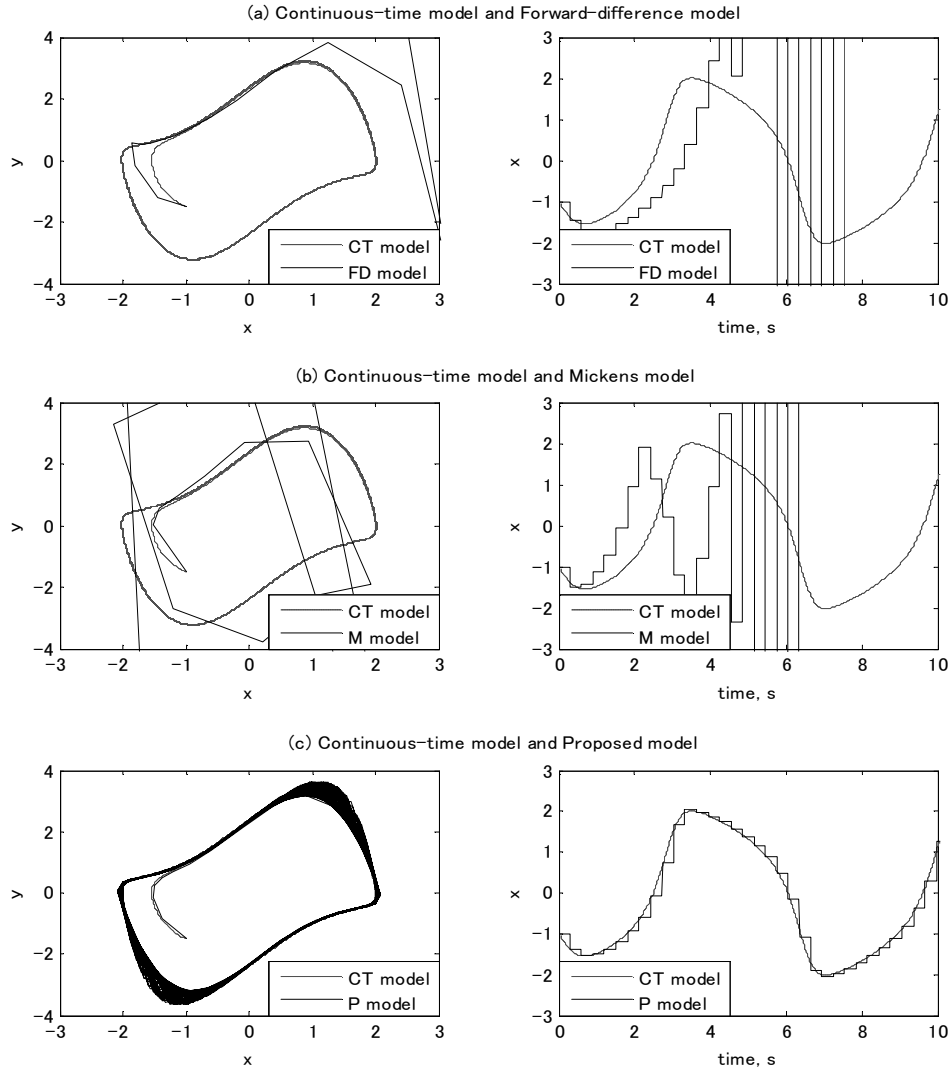 (a) Continuous-time model and Forward-difference model
4
2
0
−2
−4
y
−3
−2
−1
0
1
2
3
x
CT model
FD model
3
2
1
0
−1
−2
−3
x
0
2
4
6
8
10
time, s
CT model
FD model
(b) Continuous-time model and Mickens model
4
2
0
−2
−4
y
−3
−2
−1
0
1
2
3
x
CT model
M model
3
2
1
0
−1
−2
−3
x
0
2
4
6
8
10
time, s
CT model
M model
(c) Continuous-time model and Proposed model
4
2
0
−2
−4
y
−3
−2
−1
0
1
2
3
x
CT model
P model
3
2
1
0
−1
−2
−3
x
0
2
4
6
8
10
time, s
CT model
P model